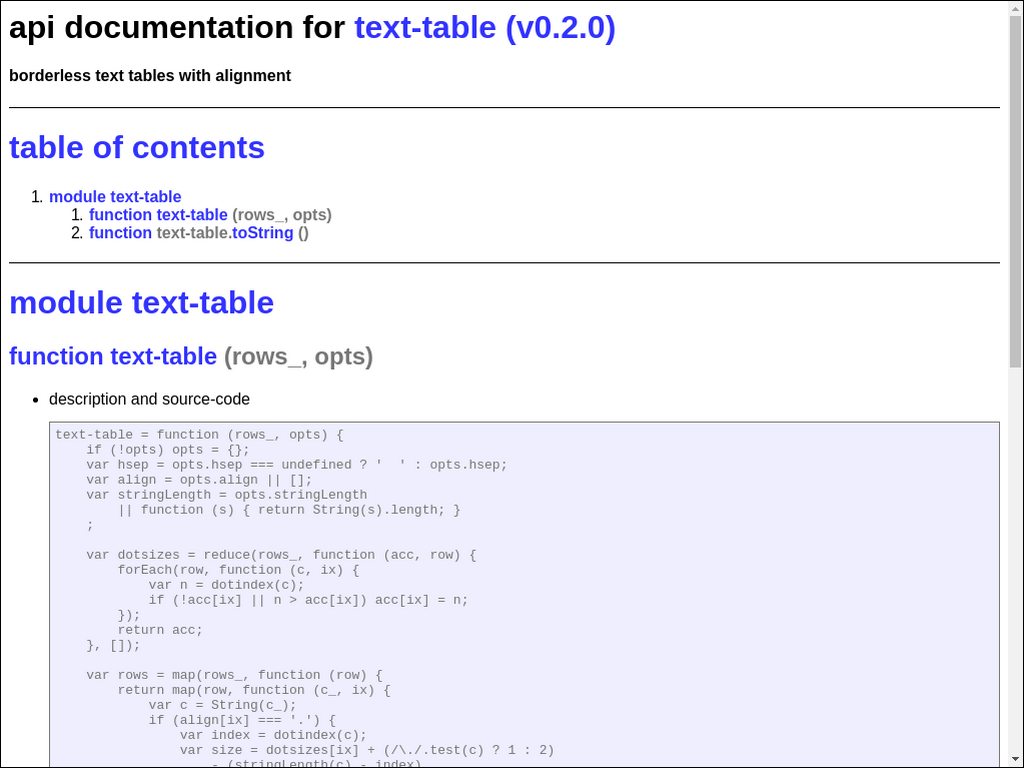 api documentation for text-table (v0.2.0)
borderless text tables with alignment
table of contents
1. module text-table
1. function text-table (rows_, opts)
2. function text-table.toString ()
module text-table
function text-table (rows_, opts)
• description and source-code
text-table = function (rows_, opts) {
    if (!opts) opts = {};
    var hsep = opts.hsep === undefined ? '  ' : opts.hsep;
    var align = opts.align || [];
    var stringLength = opts.stringLength
        || function (s) { return String(s).length; }
    ;
    var dotsizes = reduce(rows_, function (acc, row) {
        forEach(row, function (c, ix) {
            var n = dotindex(c);
            if (!acc[ix] || n > acc[ix]) acc[ix] = n;
        });
        return acc;
    }, []);
    var rows = map(rows_, function (row) {
        return map(row, function (c_, ix) {
            var c = String(c_);
            if (align[ix] === '.') {
                var index = dotindex(c);
                var size = dotsizes[ix] + (/\./.test(c) ? 1 : 2)
                    - (stringLength(c) - index)